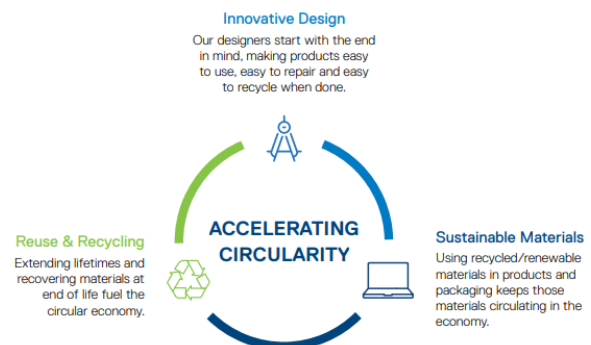 Innovative Design
Our designers start with the end
in mind, making products easy
to use, easy to repair and easy
to recycle when done.
ACCELERATING
CIRCULARITY
Reuse & Recycling
Extending lifetimes and
recovering materials at
end of life fuel the
circular economy.
Sustainable Materials
Using recycled/renewable
materials in products and
packaging keeps those
materials circulating in the
economy.